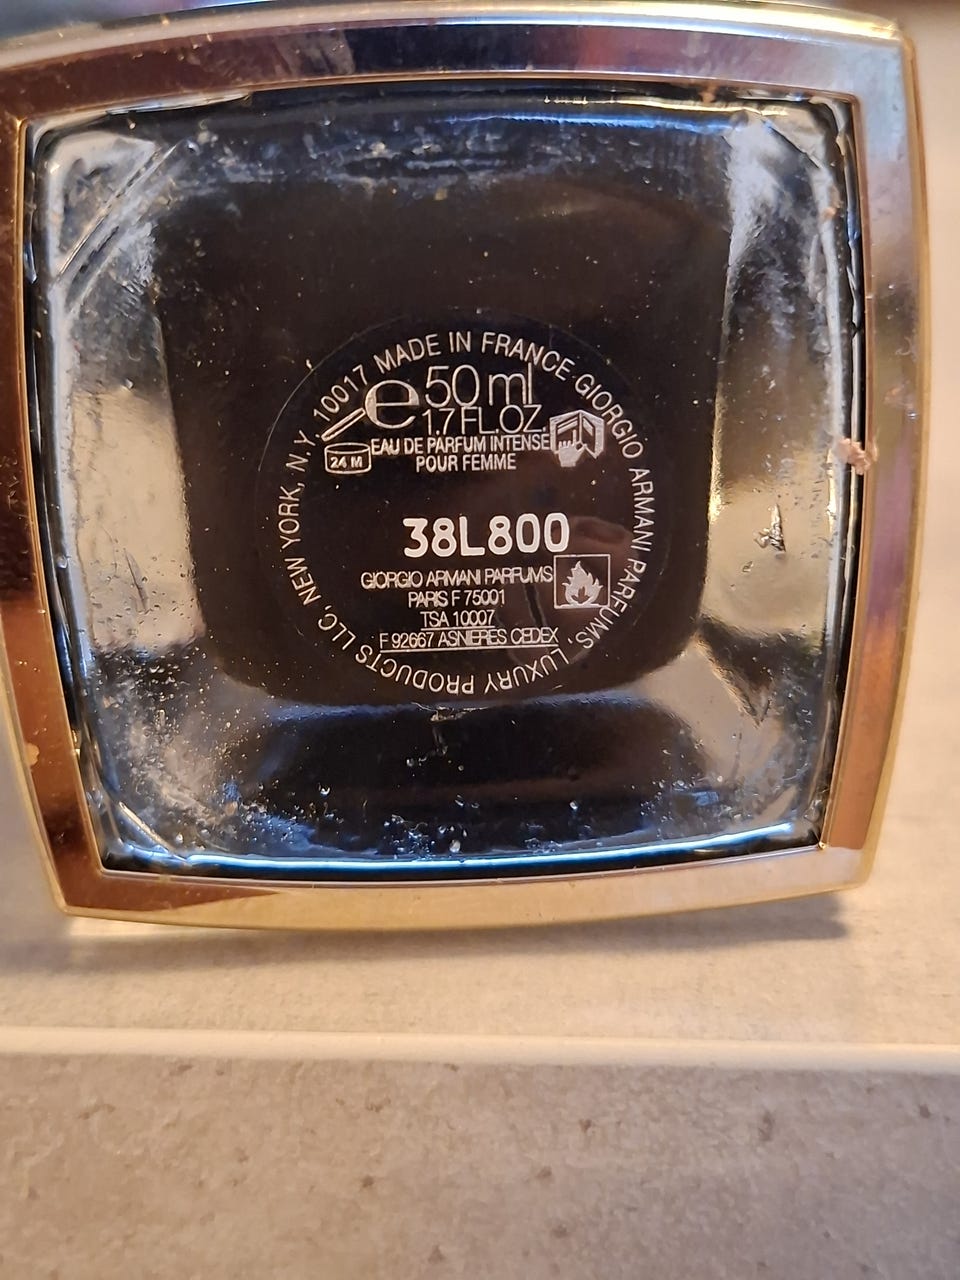 MADE IN FRANCE - GIORGIO ARMANI PARFUMS, LUXURY PRODUCTS LLC, NEW YORK, N.Y. 10017
e 50 ml
1.7 FL.OZ.
24 M
EAU DE PARFUM INTENSE
POUR FEMME
38L800
GIORGIO ARMANI PARFUMS
PARIS F 75001
TSA 10007
F 92667 ASNIERES CEDEX